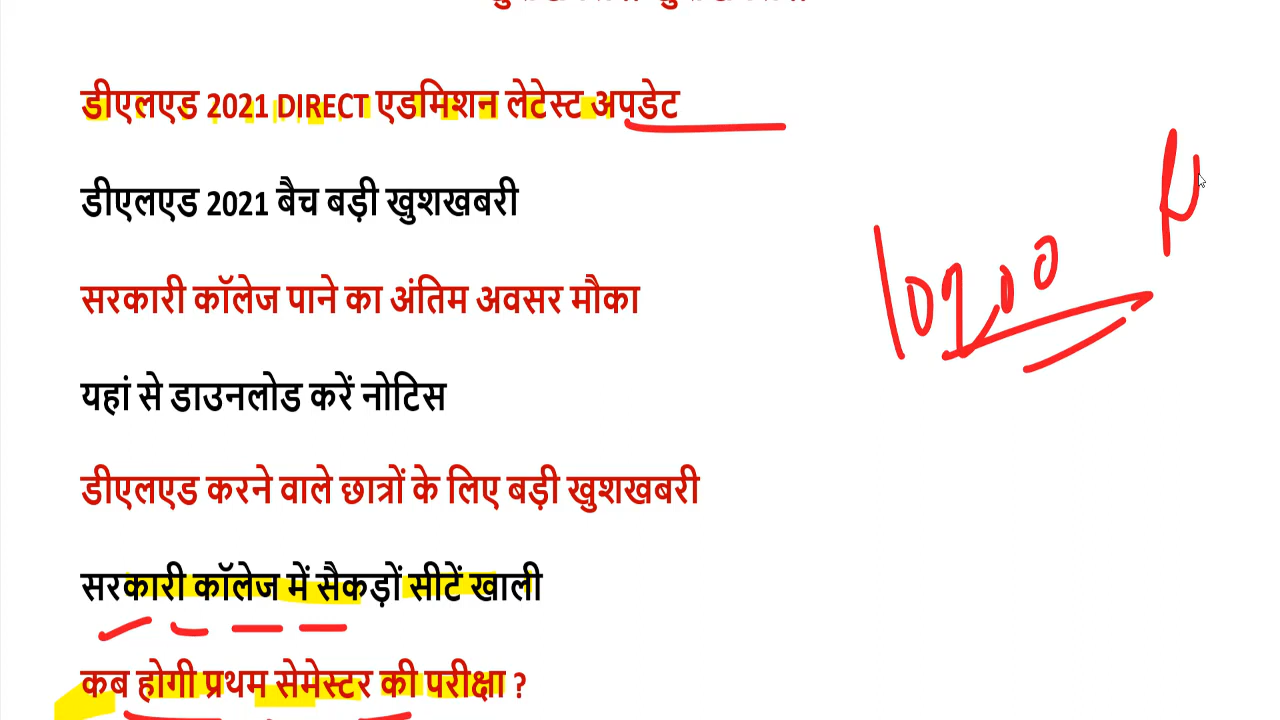 डीएलएड 2021 DIRECT एडमिशन लेटेस्ट अपडेट
डीएलएड 2021 बैच बड़ी खुशखबरी
सरकारी कॉलेज पाने का अंतिम अवसर मौका
यहां से डाउनलोड करें नोटिस
डीएलएड करने वाले छात्रों के लिए बड़ी खुशखबरी
सरकारी कॉलेज में सैकड़ों सीटें खाली
कब होगी प्रथम सेमेस्टर की परीक्षा ?
10200